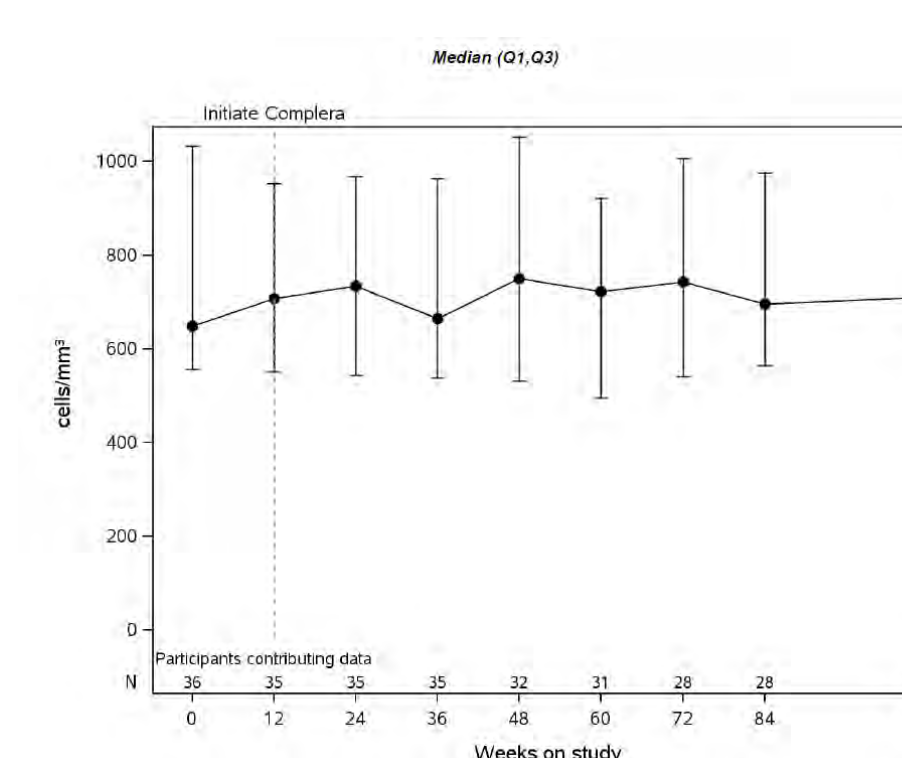 Median (Q1,Q3)
Initiate Complera
1000
800
600
400
200
0
cells/mm³
Participants contributing data
N 36 35 35 35 32 31 28 28
0 12 24 36 48 60 72 84
Weeks on study